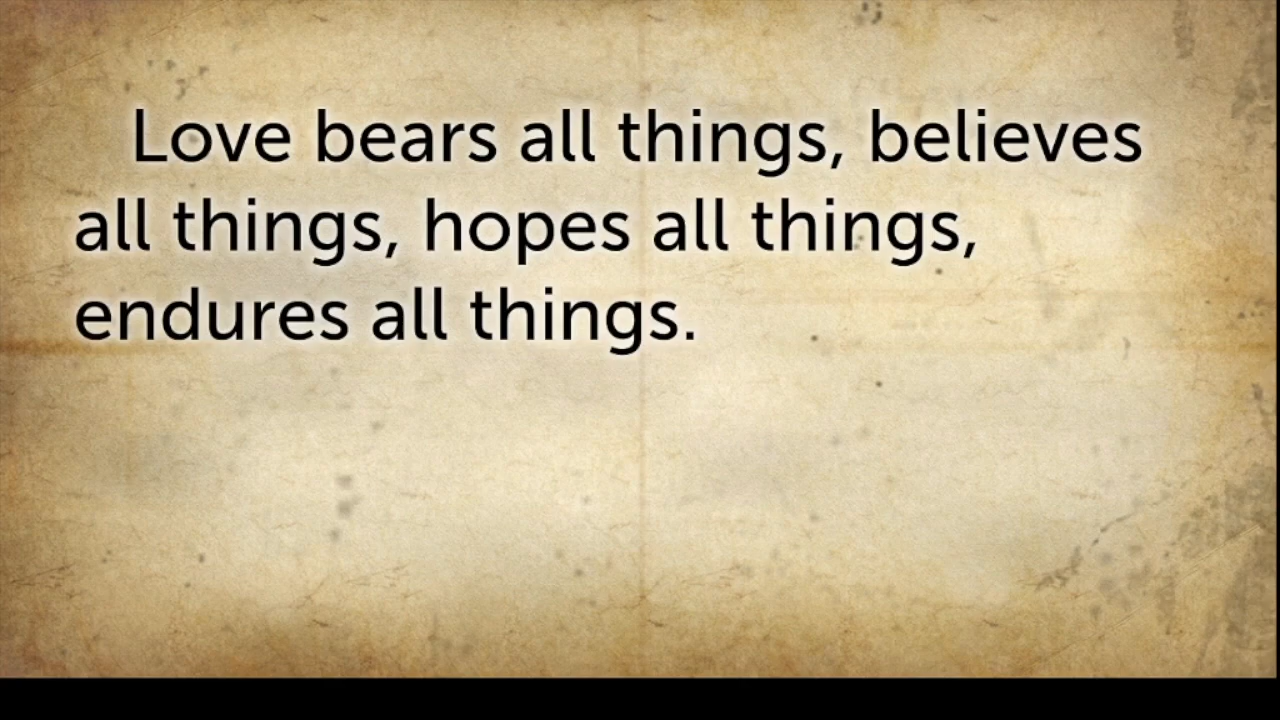 Love bears all things, believes
all things, hopes all things,
endures all things.